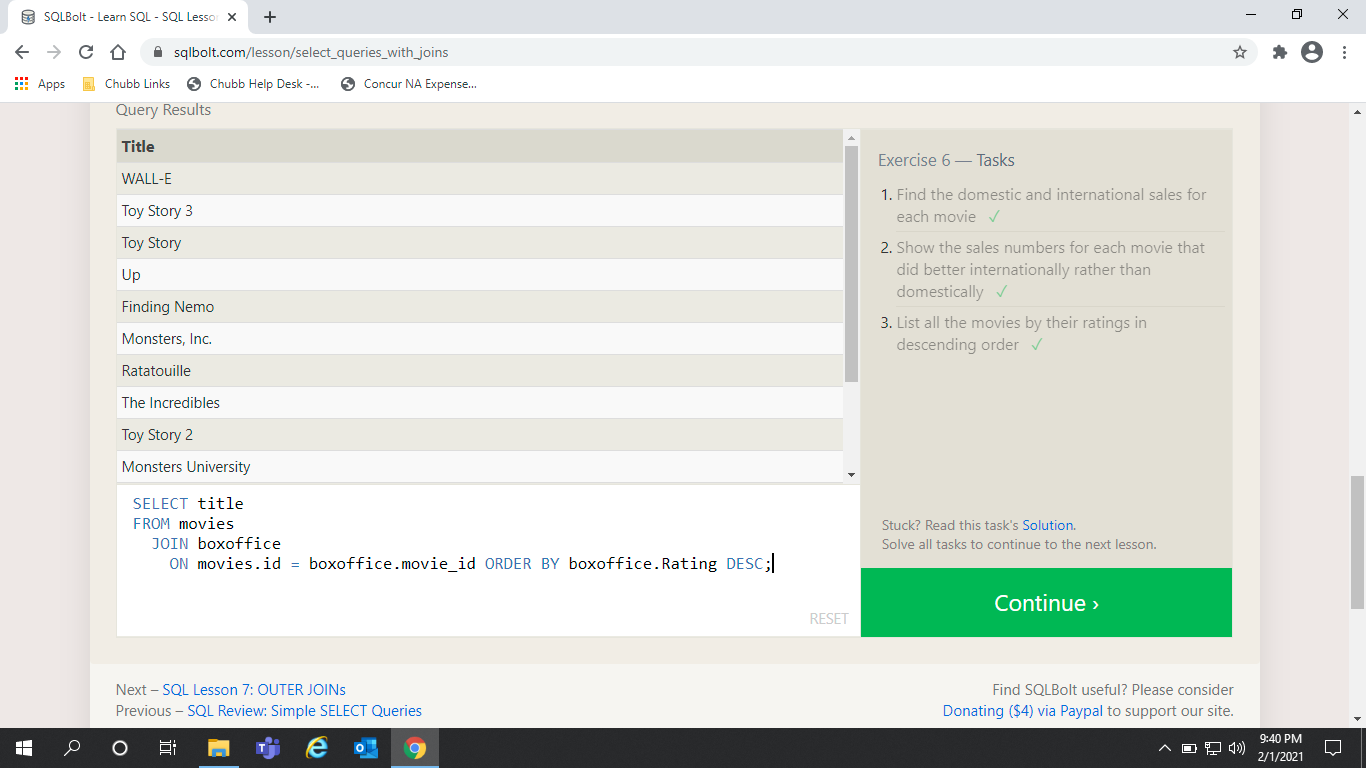 SQLBolt - Learn SQL - SQL Lesson
sqlbolt.com/lesson/select_queries_with_joins
Apps Chubb Links Chubb Help Desk -... Concur NA Expense...
Query Results
Title
WALL-E
Toy Story 3
Toy Story
Up
Finding Nemo
Monsters, Inc.
Ratatouille
The Incredibles
Toy Story 2
Monsters University
SELECT title
FROM movies
JOIN boxoffice
ON movies.id = boxoffice.movie_id ORDER BY boxoffice.Rating DESC;
RESET
Exercise 6 — Tasks
1. Find the domestic and international sales for
each movie ✓
2. Show the sales numbers for each movie that
did better internationally rather than
domestically ✓
3. List all the movies by their ratings in
descending order ✓
Stuck? Read this task's Solution.
Solve all tasks to continue to the next lesson.
Continue ›
Next – SQL Lesson 7: OUTER JOINs
Previous – SQL Review: Simple SELECT Queries
Find SQLBolt useful? Please consider
Donating ($4) via Paypal to support our site.
9:40 PM
2/1/2021